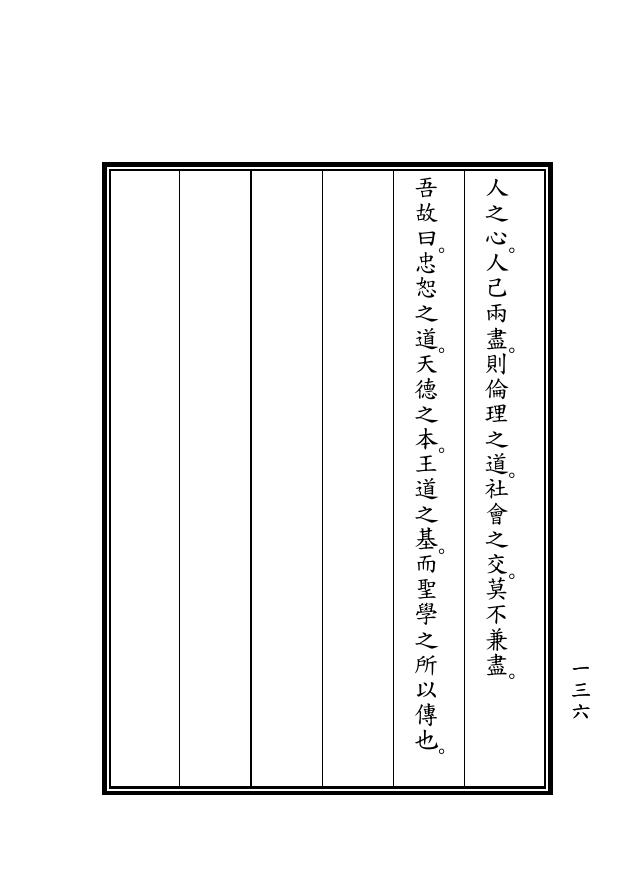 人之心。人己兩盡。則倫理之道。社會之交。莫不兼盡。
吾故曰。忠恕之道。天德之本。王道之基。而聖學之所以傳也。
一三六